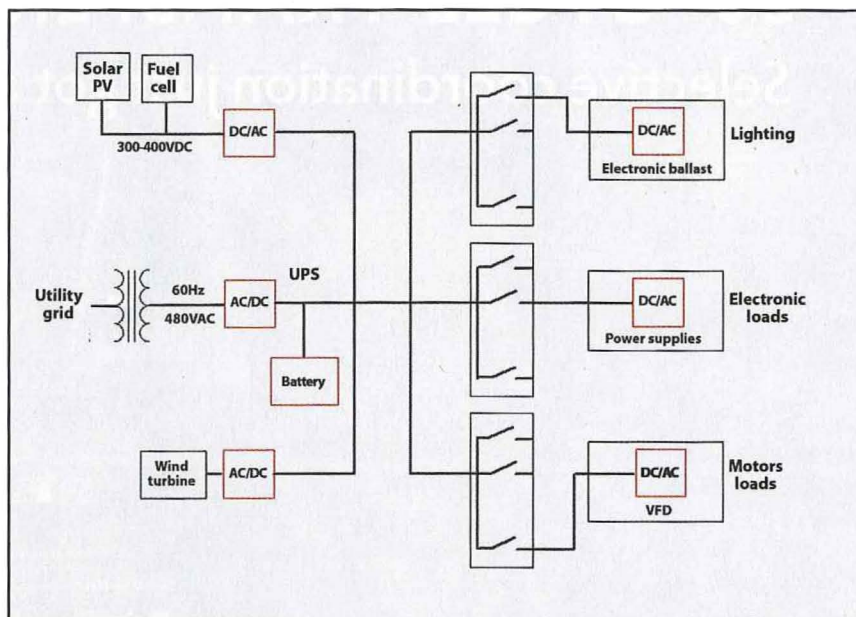 Solar
PV
Fuel
cell
DC/AC
300-400VDC
Utility
grid
60Hz
480VAC
AC/DC
UPS
Battery
Wind
turbine
AC/DC
DC/AC
Electronic ballast
Lighting
DC/AC
Power supplies
Electronic
loads
DC/AC
VFD
Motors
loads